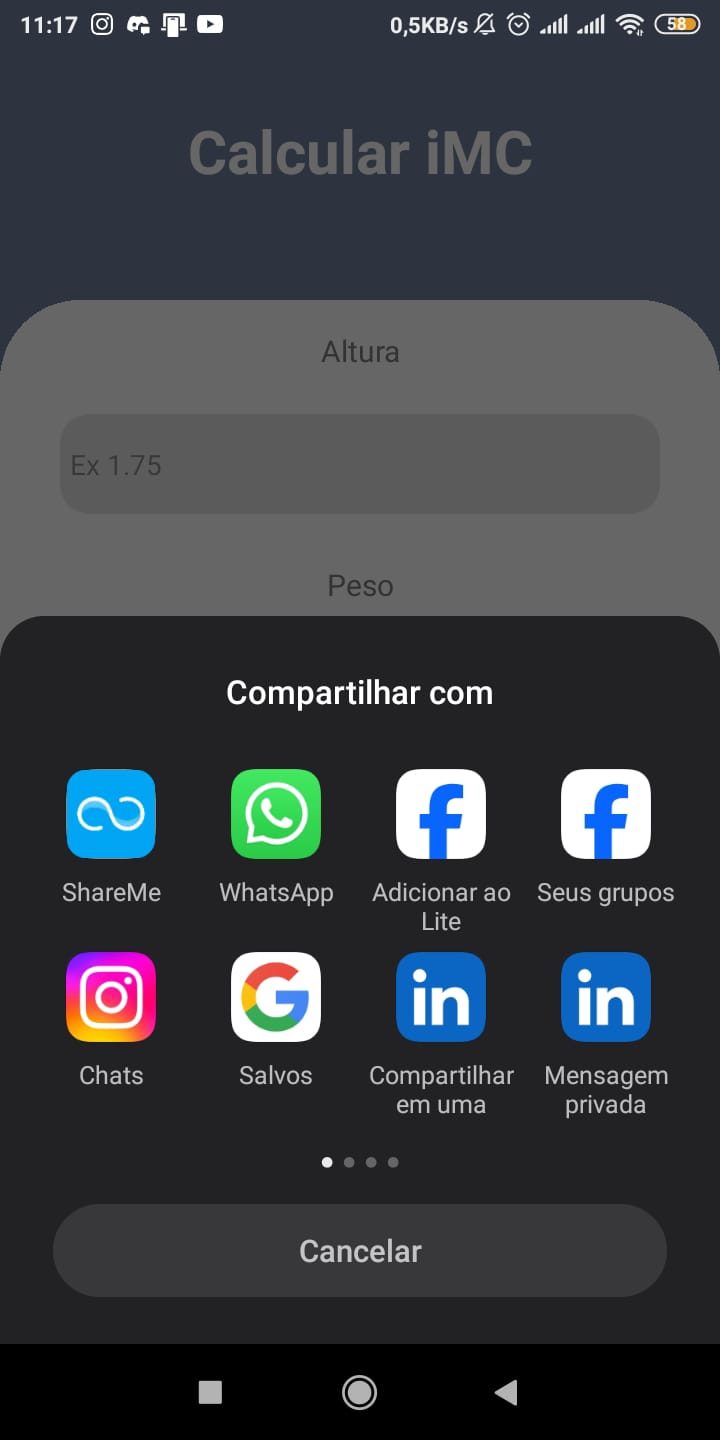 11:17 0,5KB/s 58
Calcular iMC
Altura
Ex 1.75
Peso
Compartilhar com
ShareMe WhatsApp Adicionar ao Seus grupos
Lite
Chats Salvos Compartilhar Mensagem
em uma privada
Cancelar